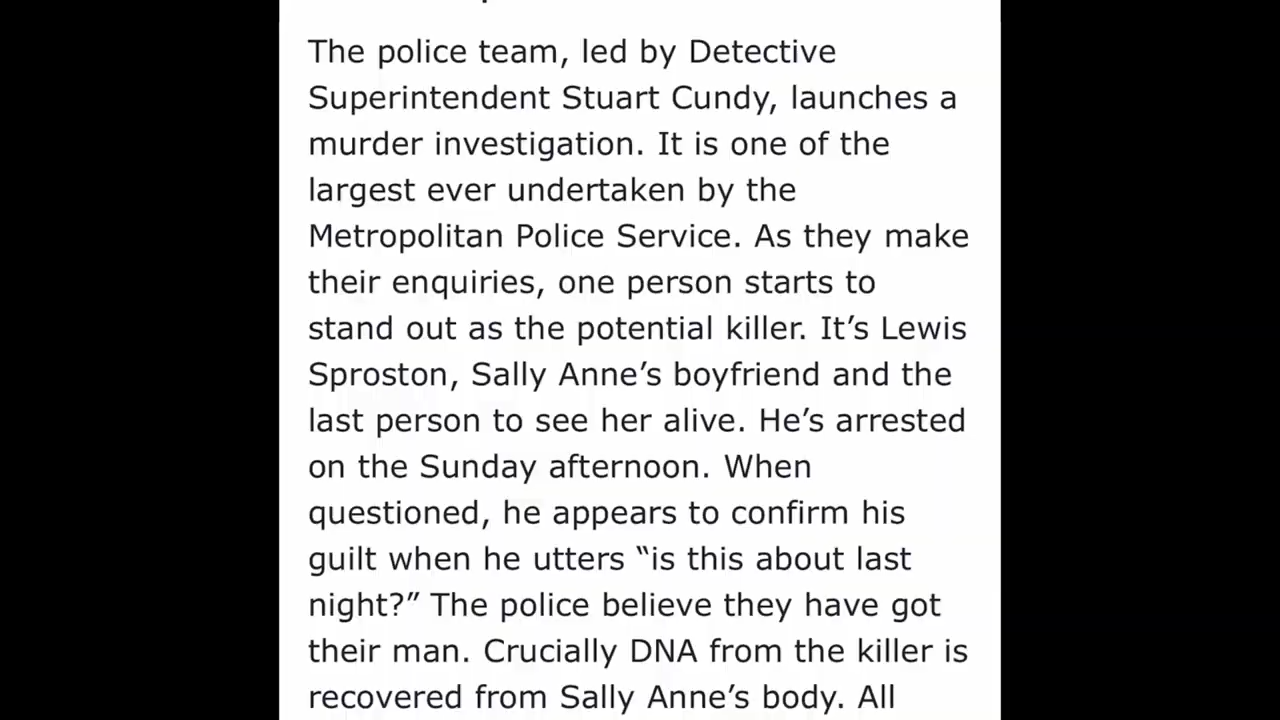 The police team, led by Detective
Superintendent Stuart Cundy, launches a
murder investigation. It is one of the
largest ever undertaken by the
Metropolitan Police Service. As they make
their enquiries, one person starts to
stand out as the potential killer. It’s Lewis
Sproston, Sally Anne’s boyfriend and the
last person to see her alive. He’s arrested
on the Sunday afternoon. When
questioned, he appears to confirm his
guilt when he utters “is this about last
night?” The police believe they have got
their man. Crucially DNA from the killer is
recovered from Sally Anne’s body. All